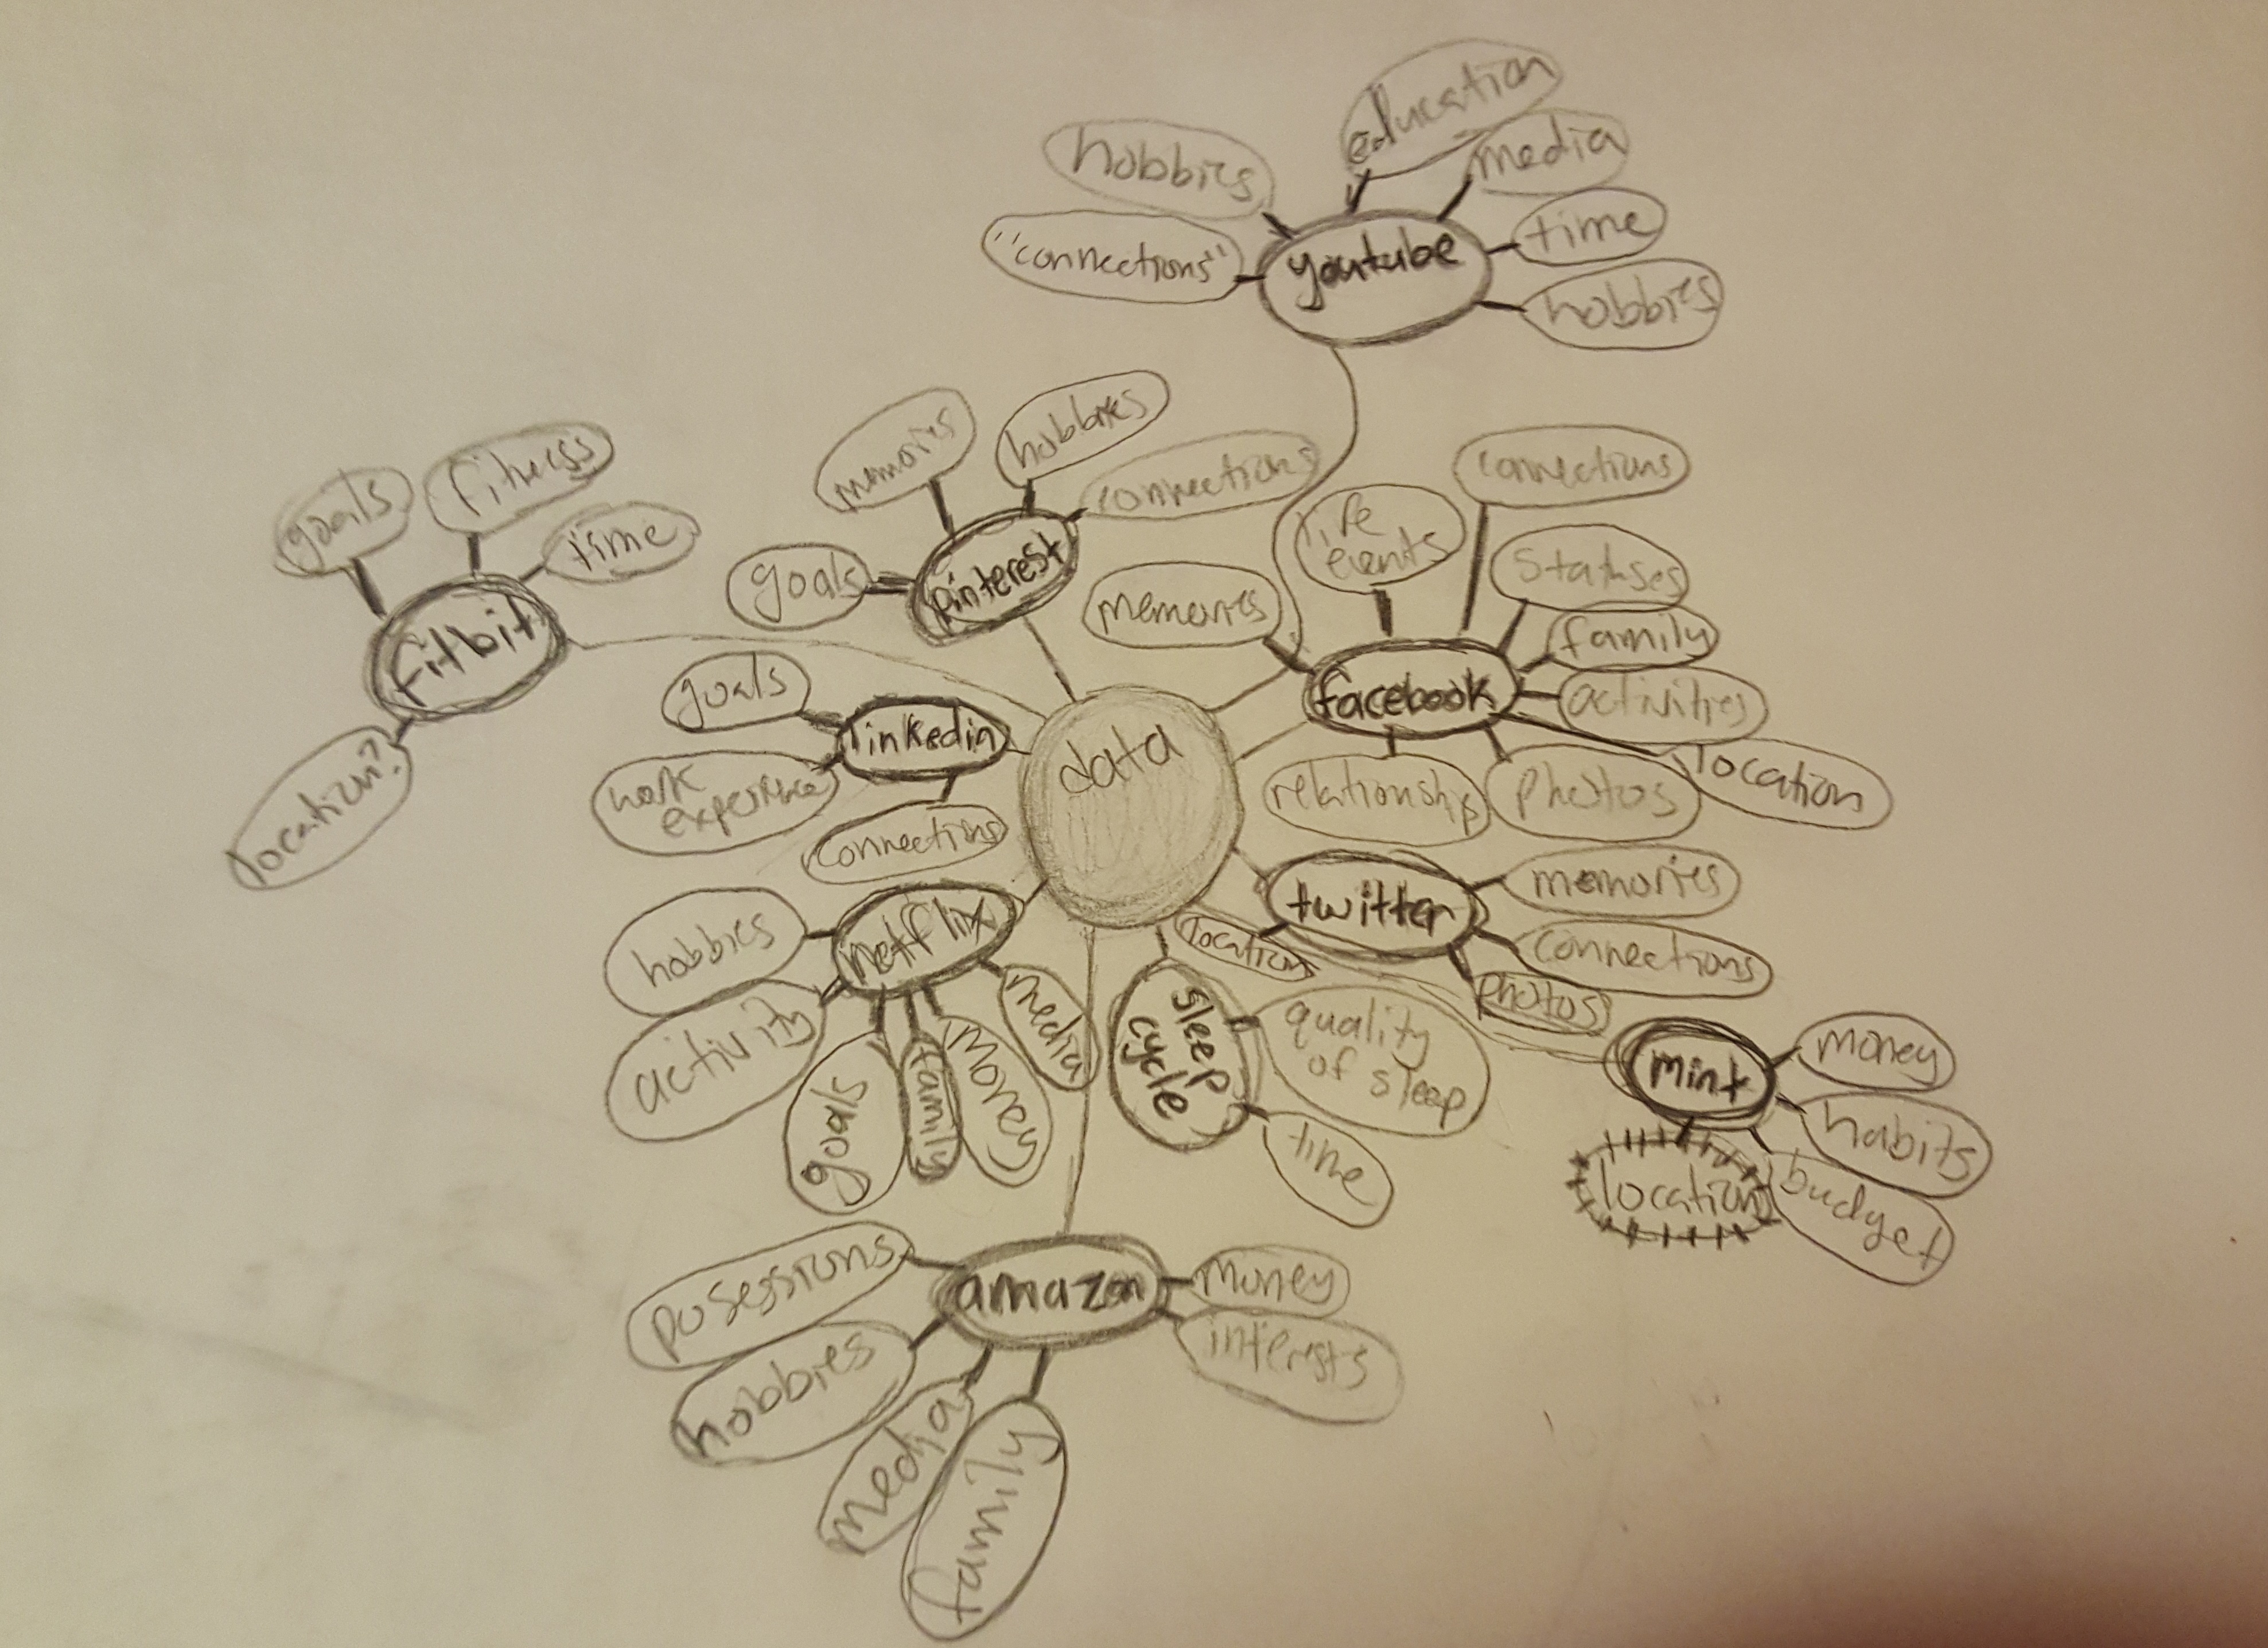 education
media
hobbies
time
"connections"
youtube
hobbies
hobbies
memories
connections
connections
fitness
goals
time
life
events
statuses
pinterest
goals
memories
family
fitbit
goals
linkedin
facebook
activities
data
location?
work
experience
relationship
photos
location
connections
twitter
memories
netflix
hobbies
location
connections
photos
media
sleep
cycle
quality
of sleep
activity
goals
family
money
time
mint
money
habits
location
budget
posessions
amazon
money
interests
hobbies
media
family